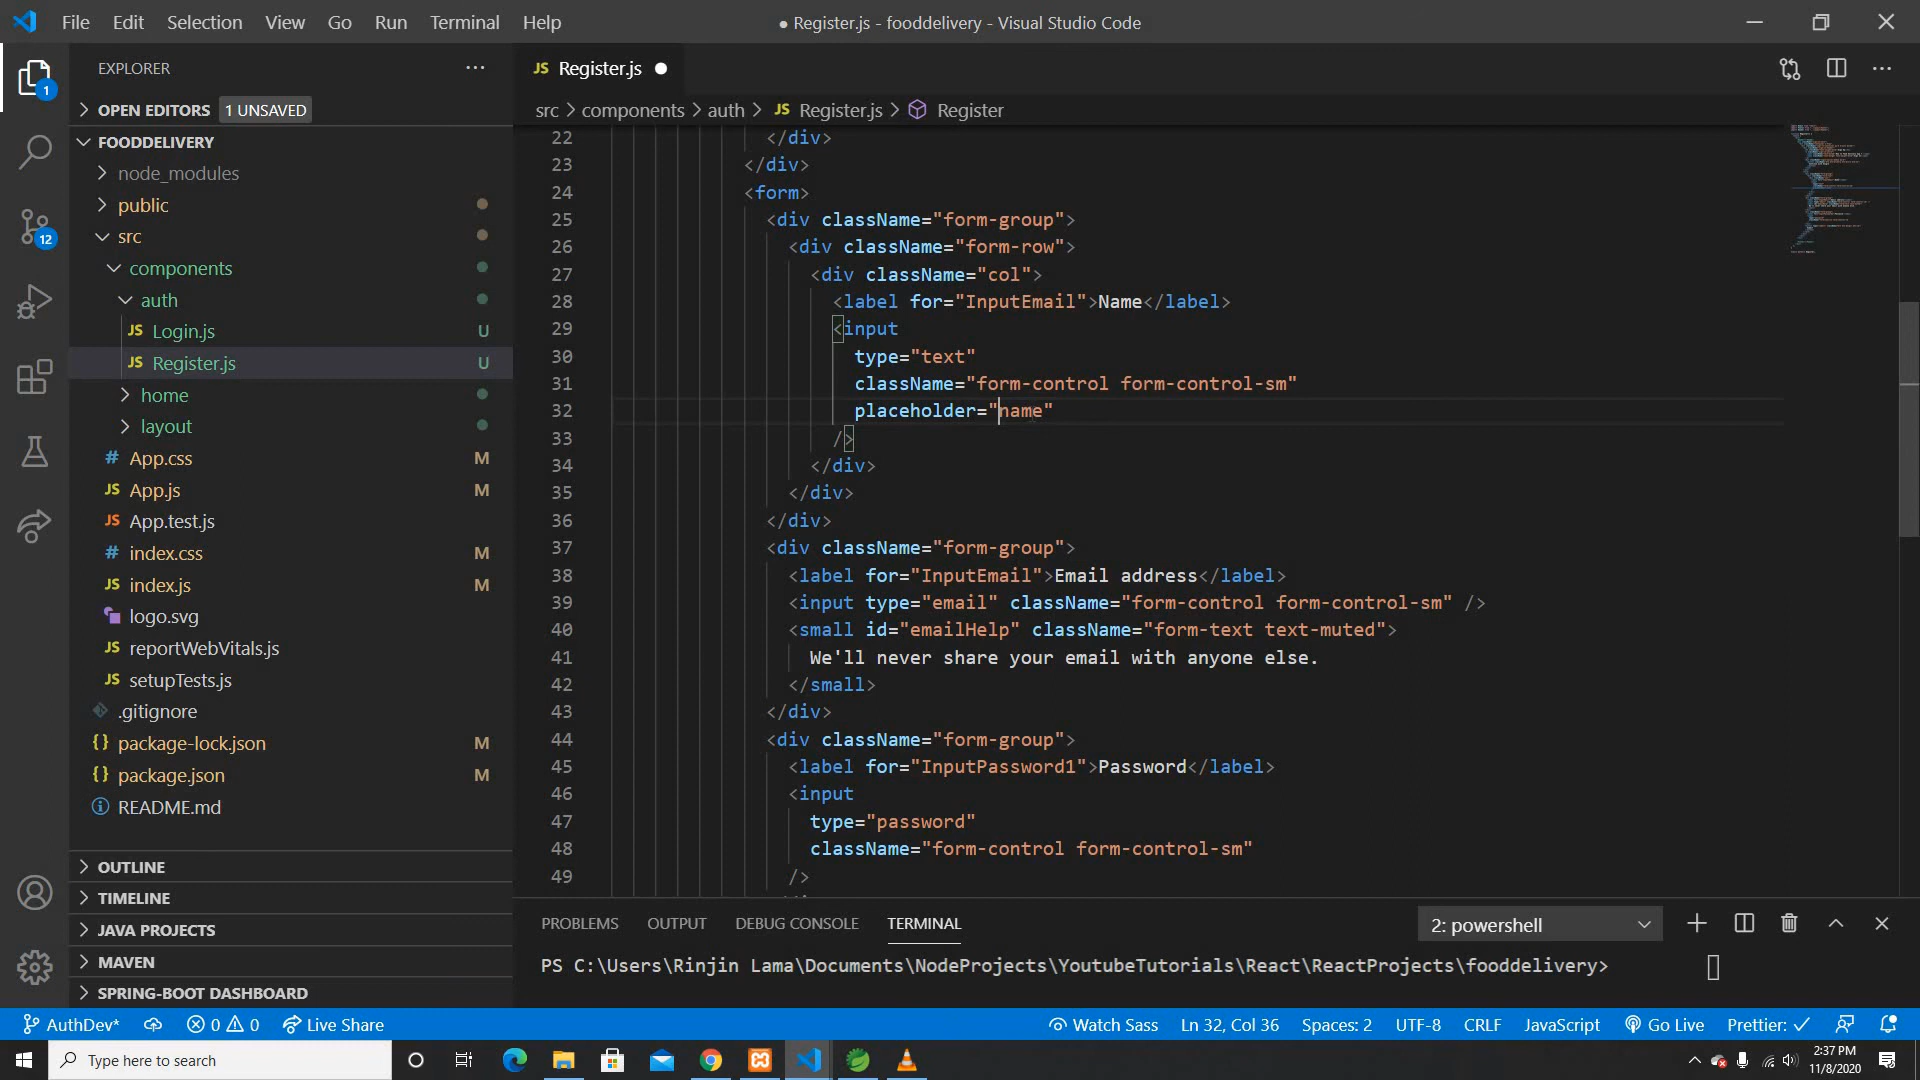 File Edit Selection View Go Run Terminal Help
● Register.js - fooddelivery - Visual Studio Code
EXPLORER
OPEN EDITORS 1 UNSAVED
FOODDELIVERY
node_modules
public
src
components
auth
JS Login.js U
JS Register.js U
home
layout
# App.css M
JS App.js M
JS App.test.js
# index.css M
JS index.js M
logo.svg
JS reportWebVitals.js
JS setupTests.js
.gitignore
{} package-lock.json M
{} package.json M
README.md
OUTLINE
TIMELINE
JAVA PROJECTS
MAVEN
SPRING-BOOT DASHBOARD
1
12
JS Register.js ●
src > components > auth > JS Register.js > Register
22 </div>
23 </div>
24 <form>
25 <div className="form-group">
26 <div className="form-row">
27 <div className="col">
28 <label for="InputEmail">Name</label>
29 <input
30 type="text"
31 className="form-control form-control-sm"
32 placeholder="name"
33 />
34 </div>
35 </div>
36 </div>
37 <div className="form-group">
38 <label for="InputEmail">Email address</label>
39 <input type="email" className="form-control form-control-sm" />
40 <small id="emailHelp" className="form-text text-muted">
41 We'll never share your email with anyone else.
42 </small>
43 </div>
44 <div className="form-group">
45 <label for="InputPassword1">Password</label>
46 <input
47 type="password"
48 className="form-control form-control-sm"
49 />
PROBLEMS OUTPUT DEBUG CONSOLE TERMINAL 2: powershell
PS C:\Users\Rinjin Lama\Documents\NodeProjects\YoutubeTutorials\React\ReactProjects\fooddelivery>
AuthDev* 0 0 Live Share Watch Sass Ln 32, Col 36 Spaces: 2 UTF-8 CRLF JavaScript Go Live Prettier: ✓
Type here to search
2:37 PM
11/8/2020